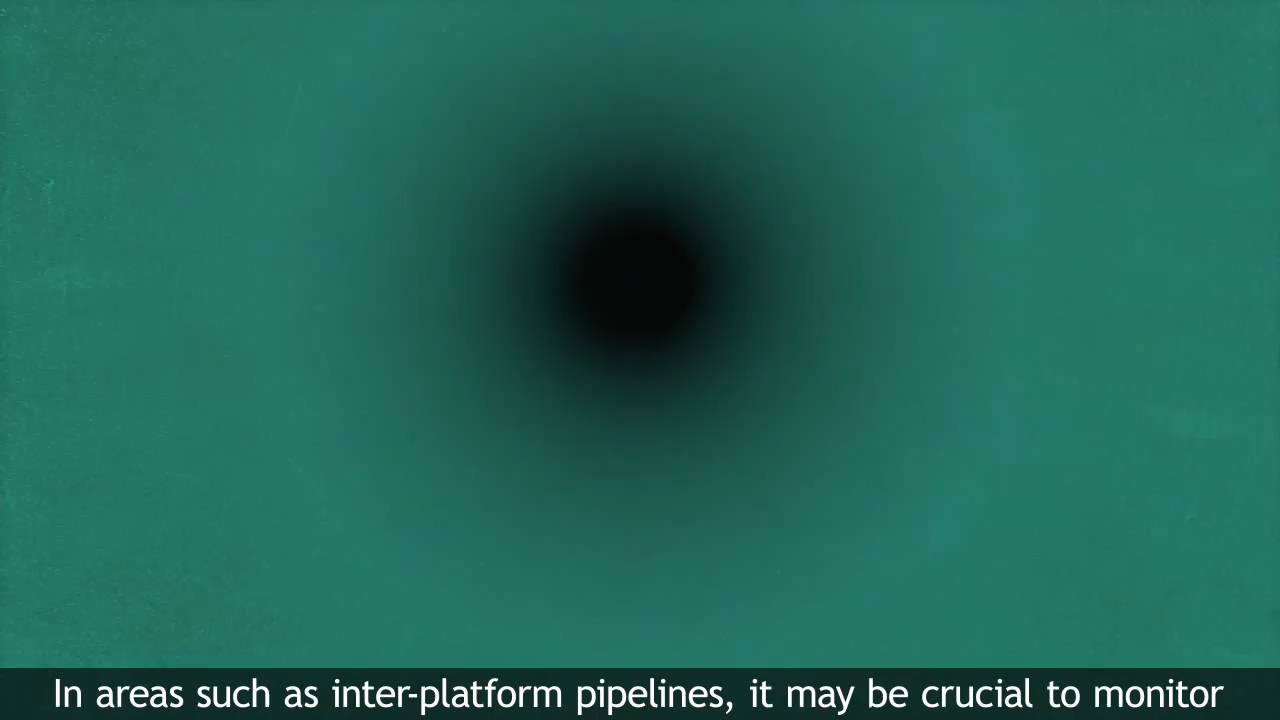 In areas such as inter-platform pipelines, it may be crucial to monitor